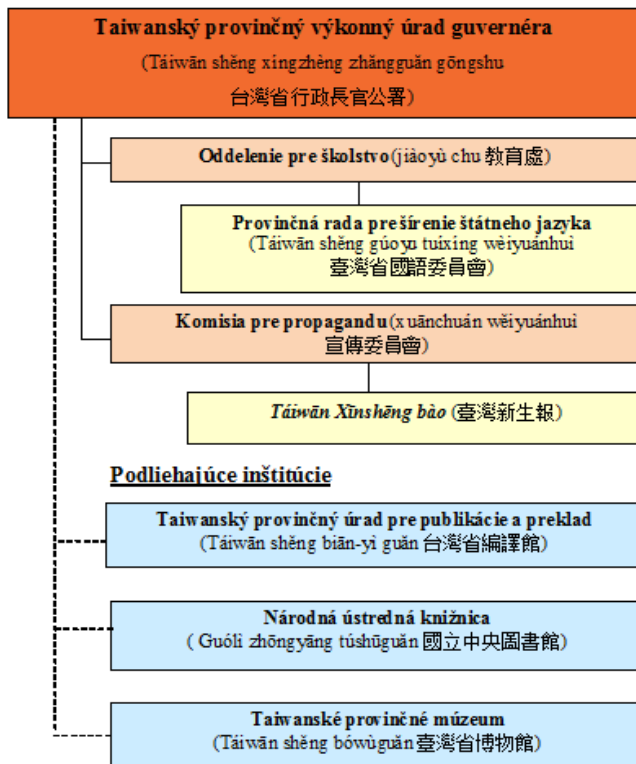 Taiwanský provinčný výkonný úrad guvernéra
(Táiwān shěng xíngzhèng zhǎngguān gōngshu
台灣省行政長官公署)
Oddelenie pre školstvo(jiàoyù chu 教育處)
Provinčná rada pre šírenie štátneho jazyka
(Táiwān shěng gúoyu tuíxíng wěiyuánhuì
臺灣省國語委員會)
Komisia pre propagandu(xuānchuán wěiyuánhuì
宣傳委員會)
Táiwān Xīnshēng bào (臺灣新生報)
Podliehajúce inštitúcie
Taiwanský provinčný úrad pre publikácie a preklad
(Táiwān shěng biān-yì guǎn 台灣省編譯館)
Národná ústredná knižnica
( Guólì zhōngyāng túshūguǎn 國立中央圖書館)
Taiwanské provinčné múzeum
(Táiwān shěng bówùguǎn 臺灣省博物館)